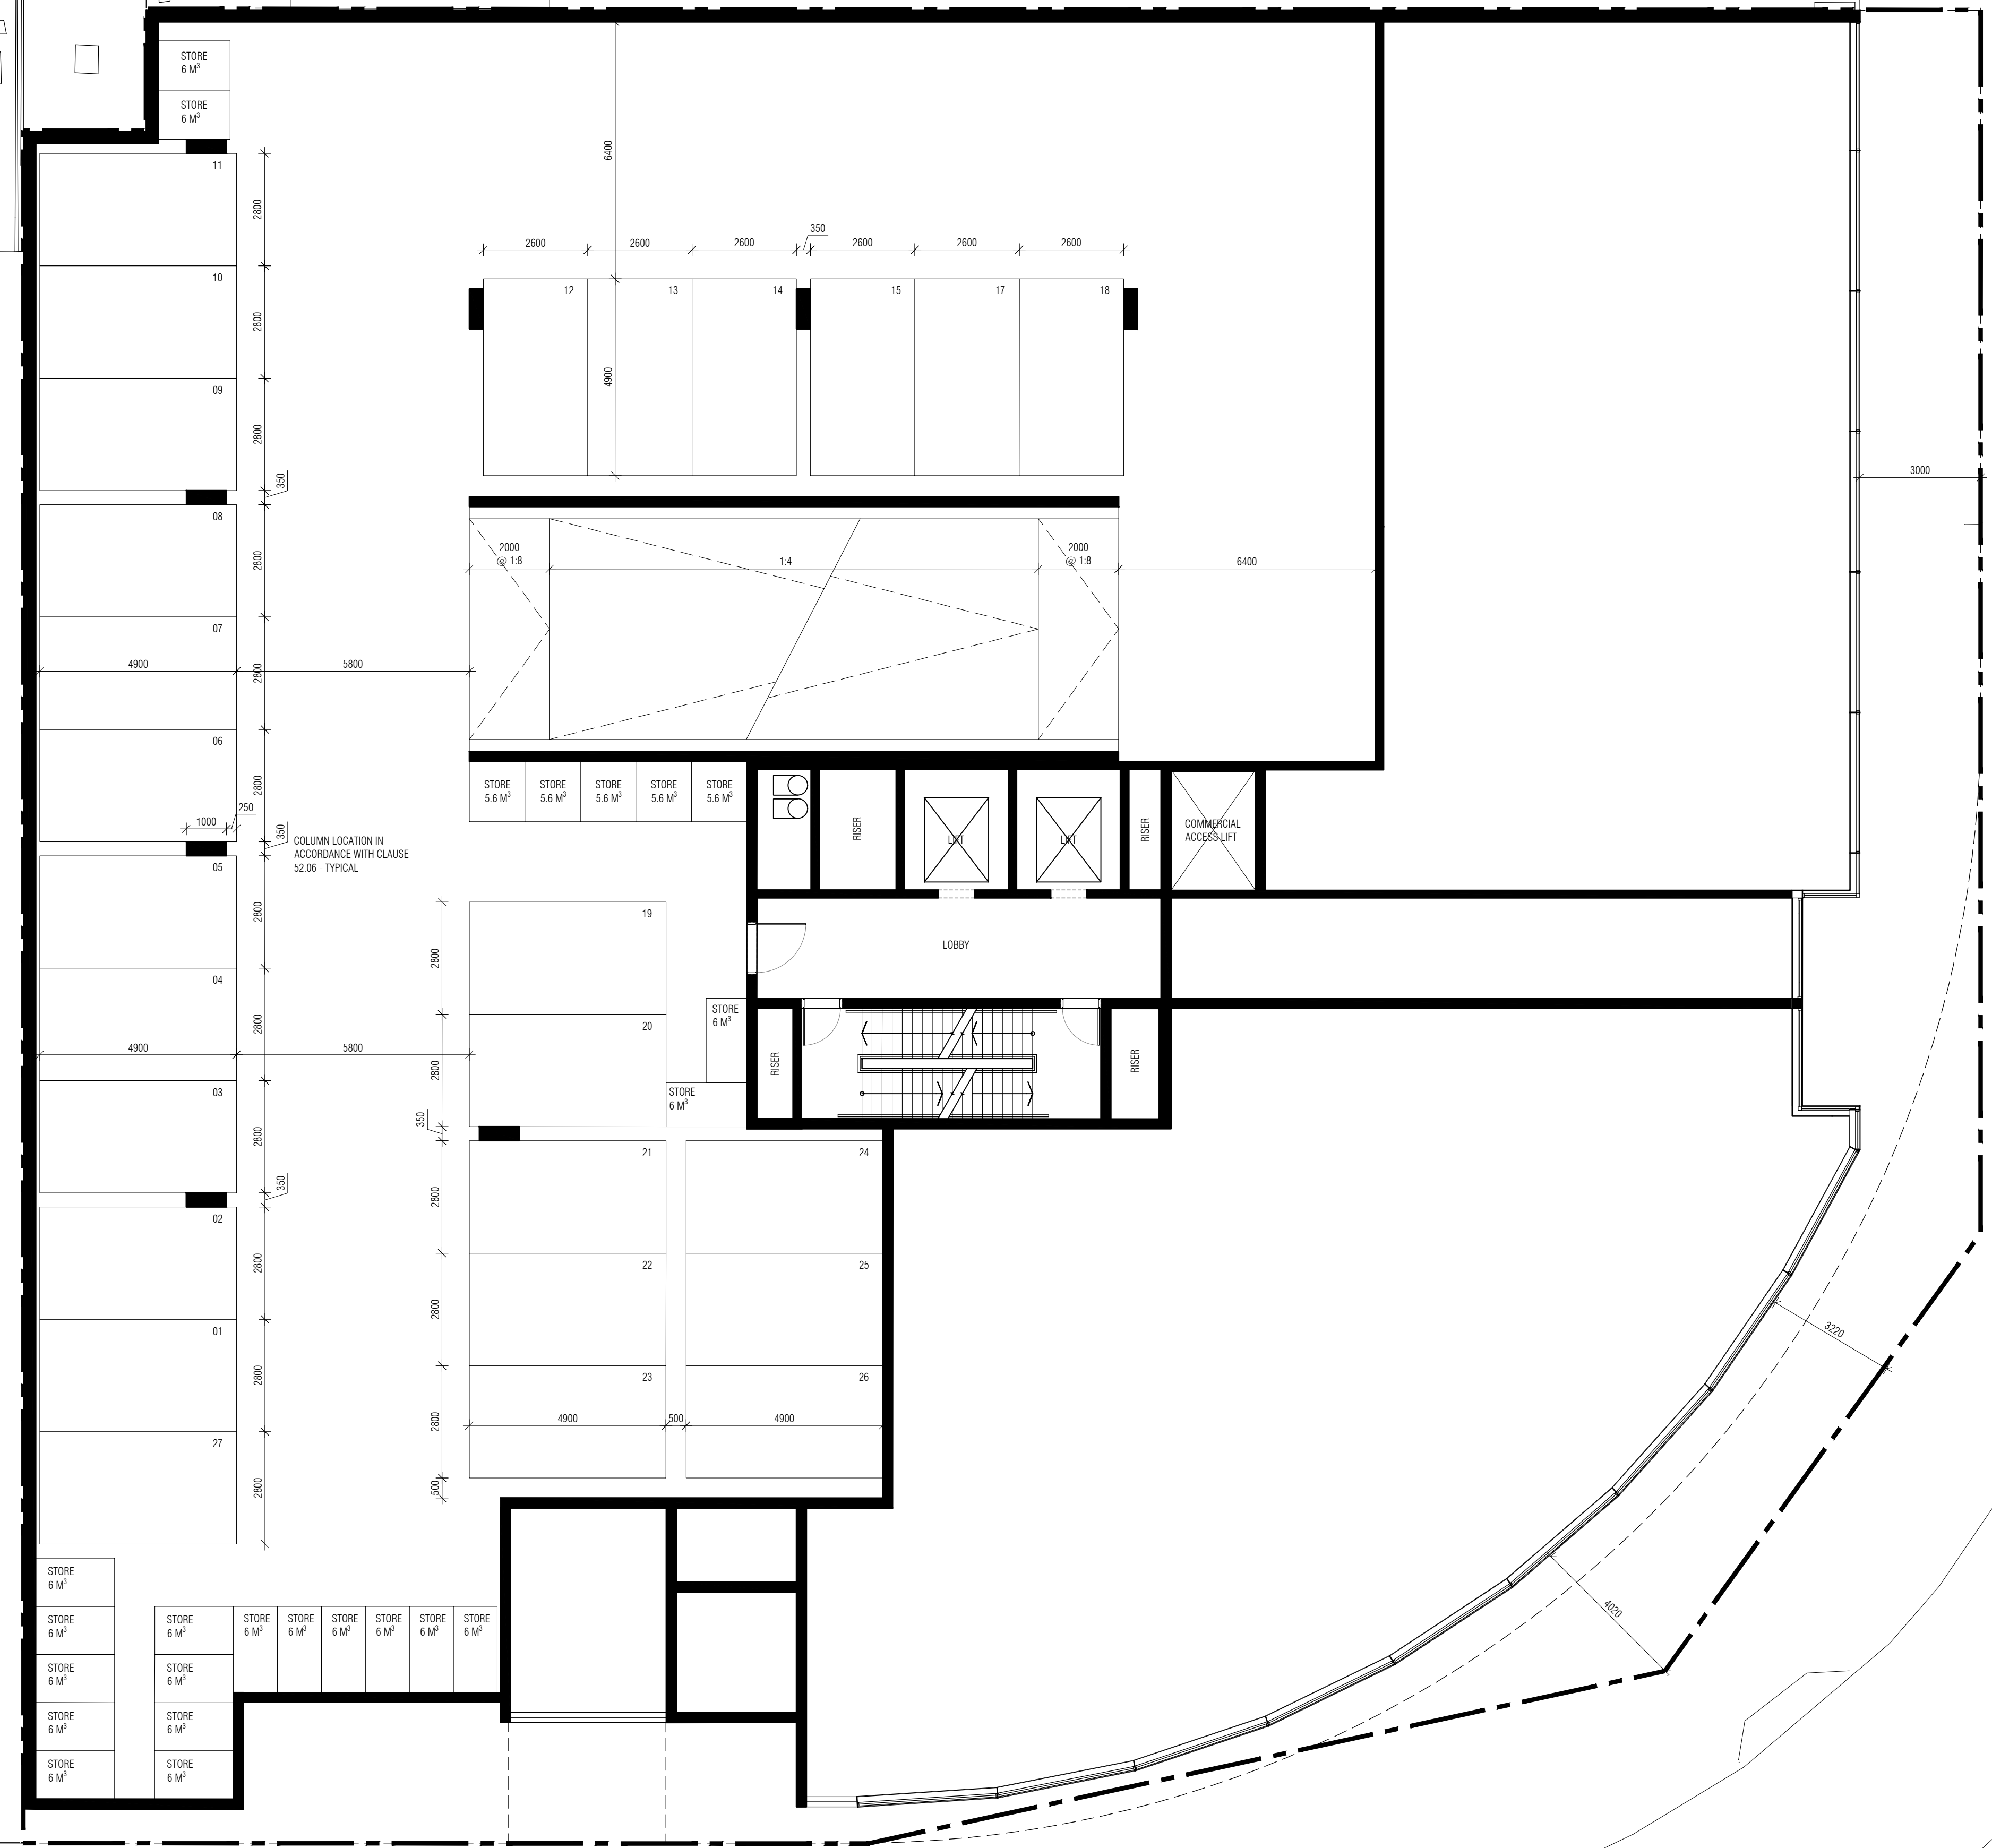 STORE
6 M³
STORE
6 M³
11
2800
10
2800
09
2800
350
08
2800
07
2800
4900
5800
06
2800
1000
250
350
COLUMN LOCATION IN
ACCORDANCE WITH CLAUSE
52.06 - TYPICAL
05
2800
04
2800
4900
5800
03
2800
350
02
2800
01
2800
27
2800
6400
2600
2600
2600
350
2600
2600
2600
12
13
14
15
17
18
4900
2000
@ 1:8
1:4
2000
@ 1:8
6400
3000
STORE
5.6 M³
STORE
5.6 M³
STORE
5.6 M³
STORE
5.6 M³
STORE
5.6 M³
RISER
LIFT
LIFT
RISER
COMMERCIAL
ACCESS LIFT
LOBBY
19
2800
20
2800
STORE
6 M³
STORE
6 M³
RISER
RISER
350
21
24
2800
22
25
2800
23
26
2800
4900
500
4900
500
3220
4020
STORE
6 M³
STORE
6 M³
STORE
6 M³
STORE
6 M³
STORE
6 M³
STORE
6 M³
STORE
6 M³
STORE
6 M³
STORE
6 M³
STORE
6 M³
STORE
6 M³
STORE
6 M³
STORE
6 M³
STORE
6 M³
STORE
6 M³